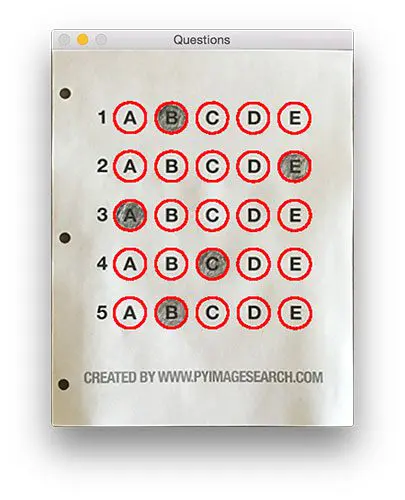 Questions
1 A B C D E
2 A B C D E
3 A B C D E
4 A B C D E
5 A B C D E
CREATED BY WWW.PYIMAGESEARCH.COM